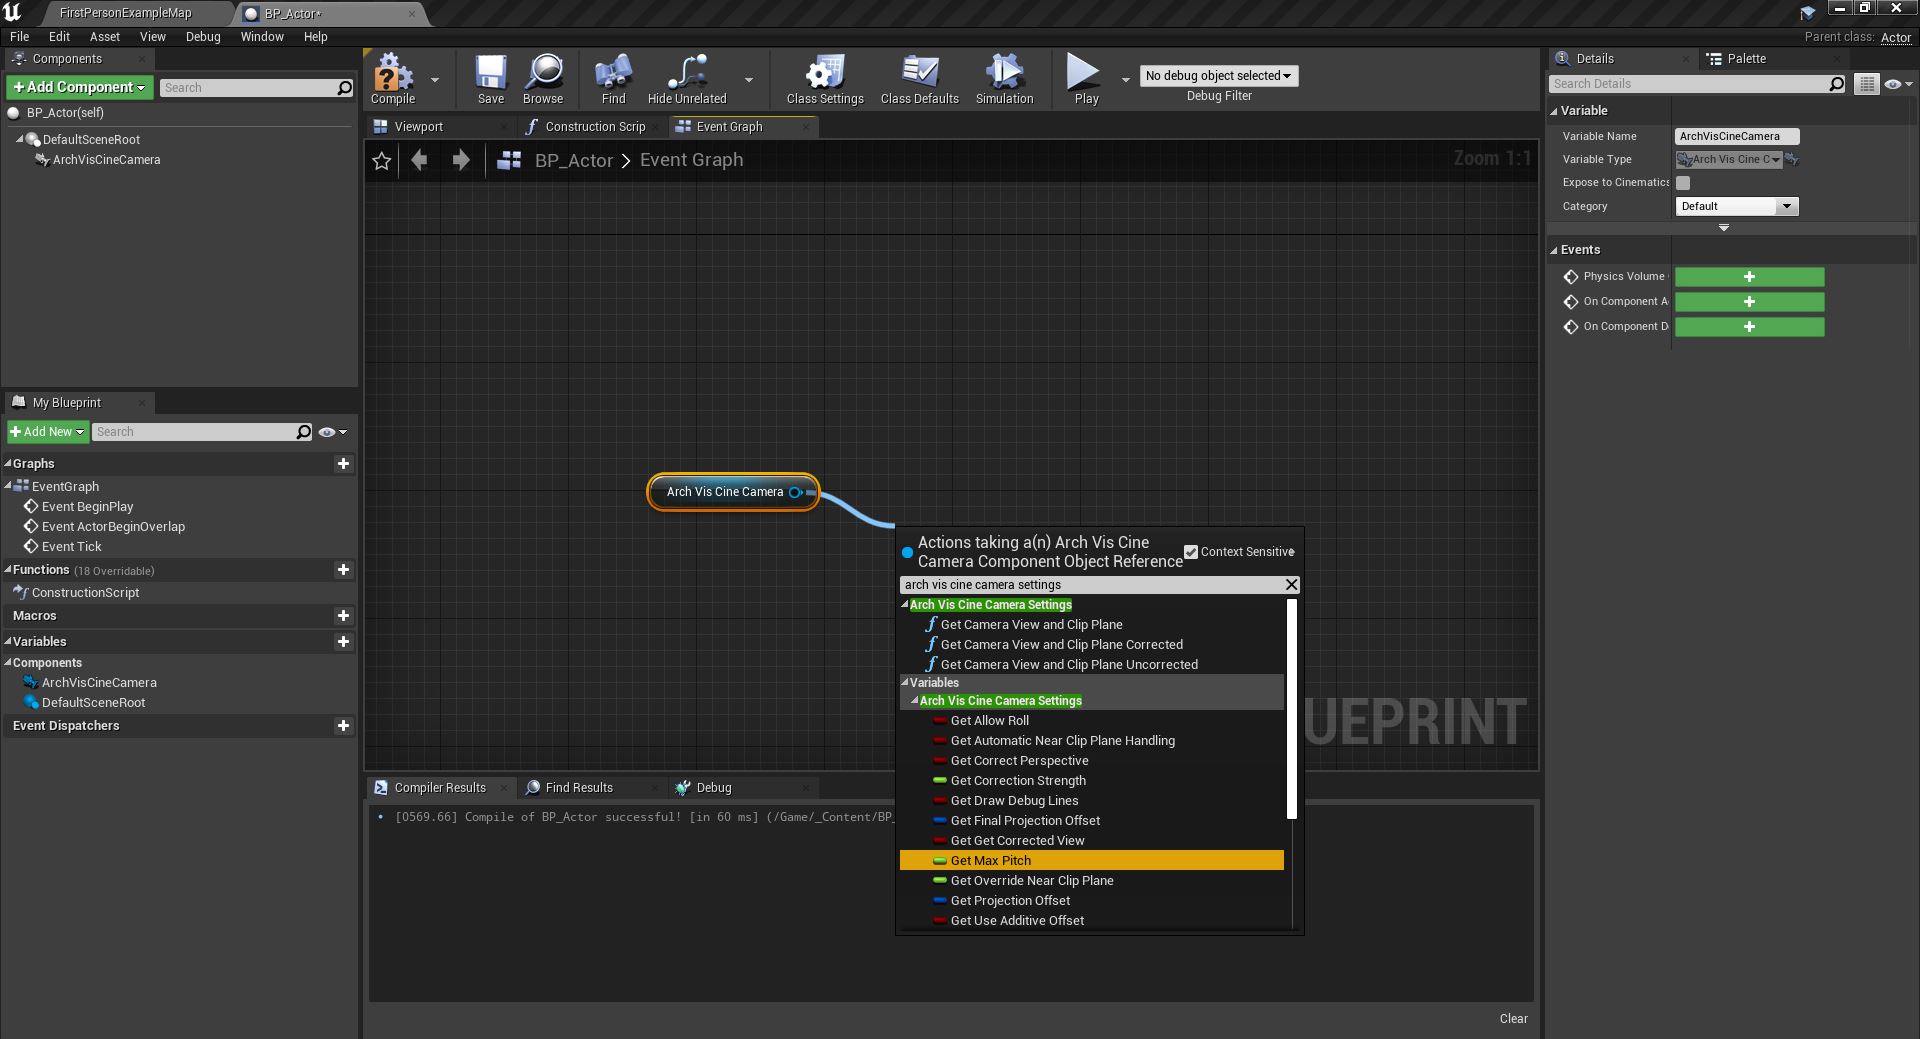 FirstPersonExampleMap
BP_Actor*
File Edit Asset View Debug Window Help
Parent class: Actor
Components
+Add Component
Search
BP_Actor(self)
DefaultSceneRoot
ArchVisCineCamera
My Blueprint
+Add New
Search
Graphs
EventGraph
Event BeginPlay
Event ActorBeginOverlap
Event Tick
Functions (18 Overridable)
ConstructionScript
Macros
Variables
Components
ArchVisCineCamera
DefaultSceneRoot
Event Dispatchers
Compile
Save
Browse
Find
Hide Unrelated
Class Settings
Class Defaults
Simulation
Play
No debug object selected
Debug Filter
Viewport
Construction Scrip
Event Graph
BP_Actor > Event Graph
Zoom 1:1
Arch Vis Cine Camera
UEPRINT
Actions taking a(n) Arch Vis Cine
Camera Component Object Reference
Context Sensitive
arch vis cine camera settings
Arch Vis Cine Camera Settings
Get Camera View and Clip Plane
Get Camera View and Clip Plane Corrected
Get Camera View and Clip Plane Uncorrected
Variables
Arch Vis Cine Camera Settings
Get Allow Roll
Get Automatic Near Clip Plane Handling
Get Correct Perspective
Get Correction Strength
Get Draw Debug Lines
Get Final Projection Offset
Get Get Corrected View
Get Max Pitch
Get Override Near Clip Plane
Get Projection Offset
Get Use Additive Offset
Compiler Results
Find Results
Debug
[0569.66] Compile of BP_Actor successful! [in 60 ms] (/Game/_Content/BP_
Clear
Details
Palette
Search Details
Variable
Variable Name
ArchVisCineCamera
Variable Type
Arch Vis Cine C
Expose to Cinematics
Category
Default
Events
Physics Volume
On Component A
On Component D